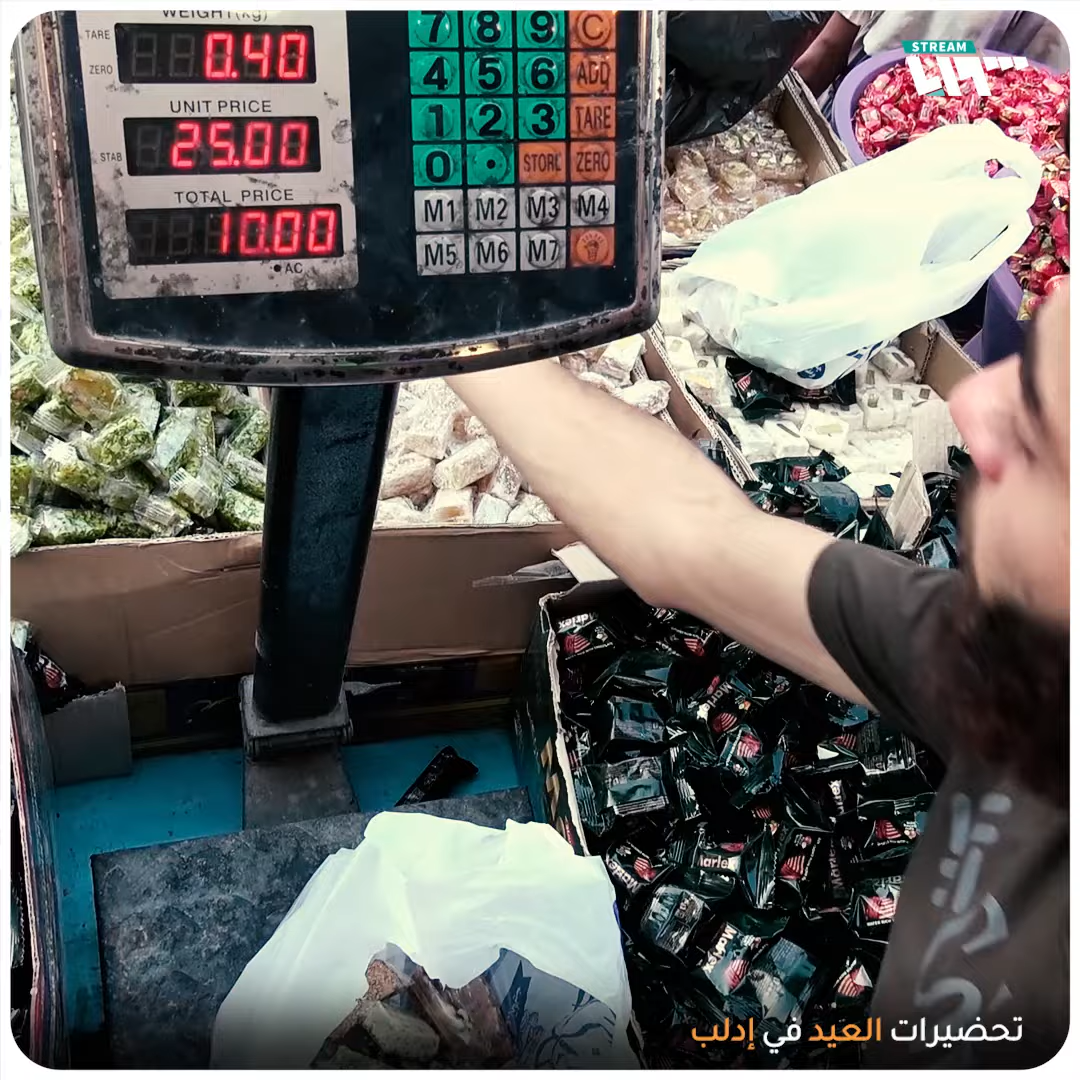 WEIGHT(kg)
TARE
0.40
ZERO
UNIT PRICE
STAB
25.00
TOTAL PRICE
10.00
AC
7 8 9 C
4 5 6 ADD
1 2 3 TARE
0 . STORE ZERO
M1 M2 M3 M4
M5 M6 M7
STREAM
Marlex
Marlex
تحضيرات العيد في إدلب